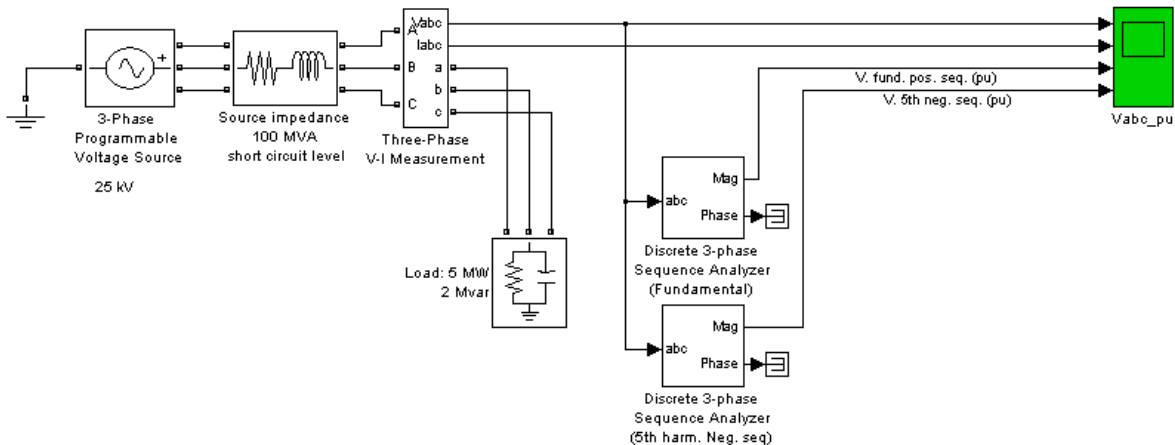 Vabc
A
Iabc
B
a
b
C
c
+
3-Phase
Programmable
Voltage Source
25 kV
Source impedance
100 MVA
short circuit level
Three-Phase
V-I Measurement
V. fund. pos. seq. (pu)
V. 5th neg. seq. (pu)
Vabc_pu
Load: 5 MW
2 Mvar
Mag
abc
Phase
Discrete 3-phase
Sequence Analyzer
(Fundamental)
Mag
abc
Phase
Discrete 3-phase
Sequence Analyzer
(5th harm. Neg. seq)